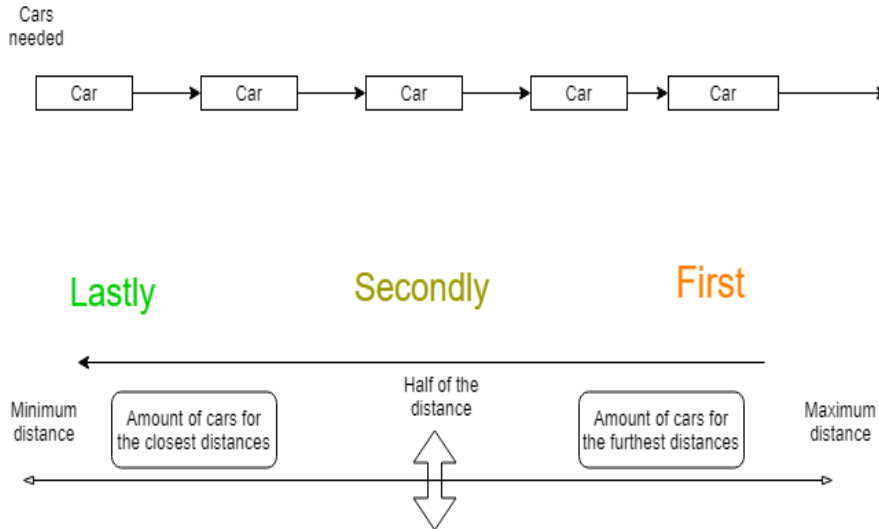 Cars
needed
Car Car Car Car Car
Lastly Secondly First
Minimum
distance
Amount of cars for
the closest distances
Half of the
distance
Amount of cars for
the furthest distances
Maximum
distance